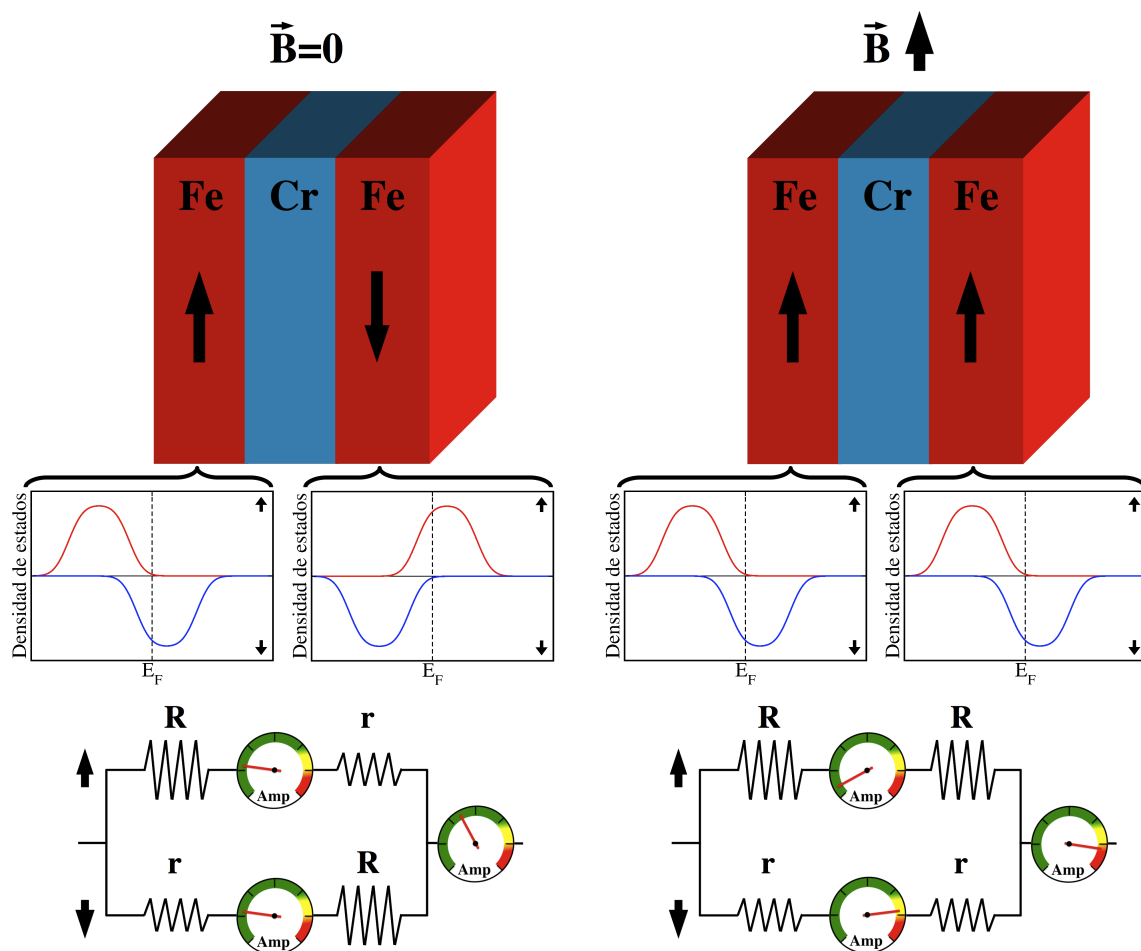 B=0
B
Fe Cr Fe
Fe Cr Fe
Densidad de estados
E_F
Densidad de estados
E_F
Densidad de estados
E_F
Densidad de estados
E_F
R r
Amp
Amp
r R
Amp
R R
Amp
Amp
r r
Amp